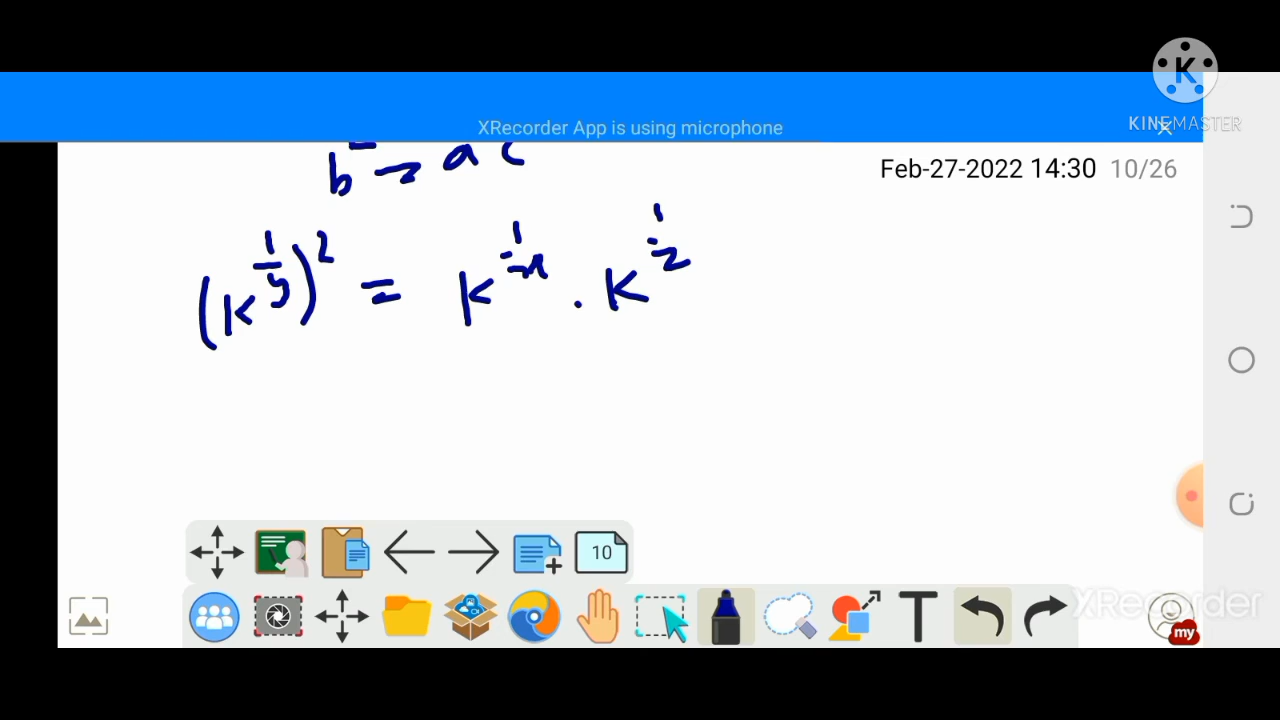 KINEMASTER
XRecorder App is using microphone
b² = ac
Feb-27-2022 14:30 10/26
(K^(1/y))² = K^(1/x) . K^(1/z)
10
XRecorder
my